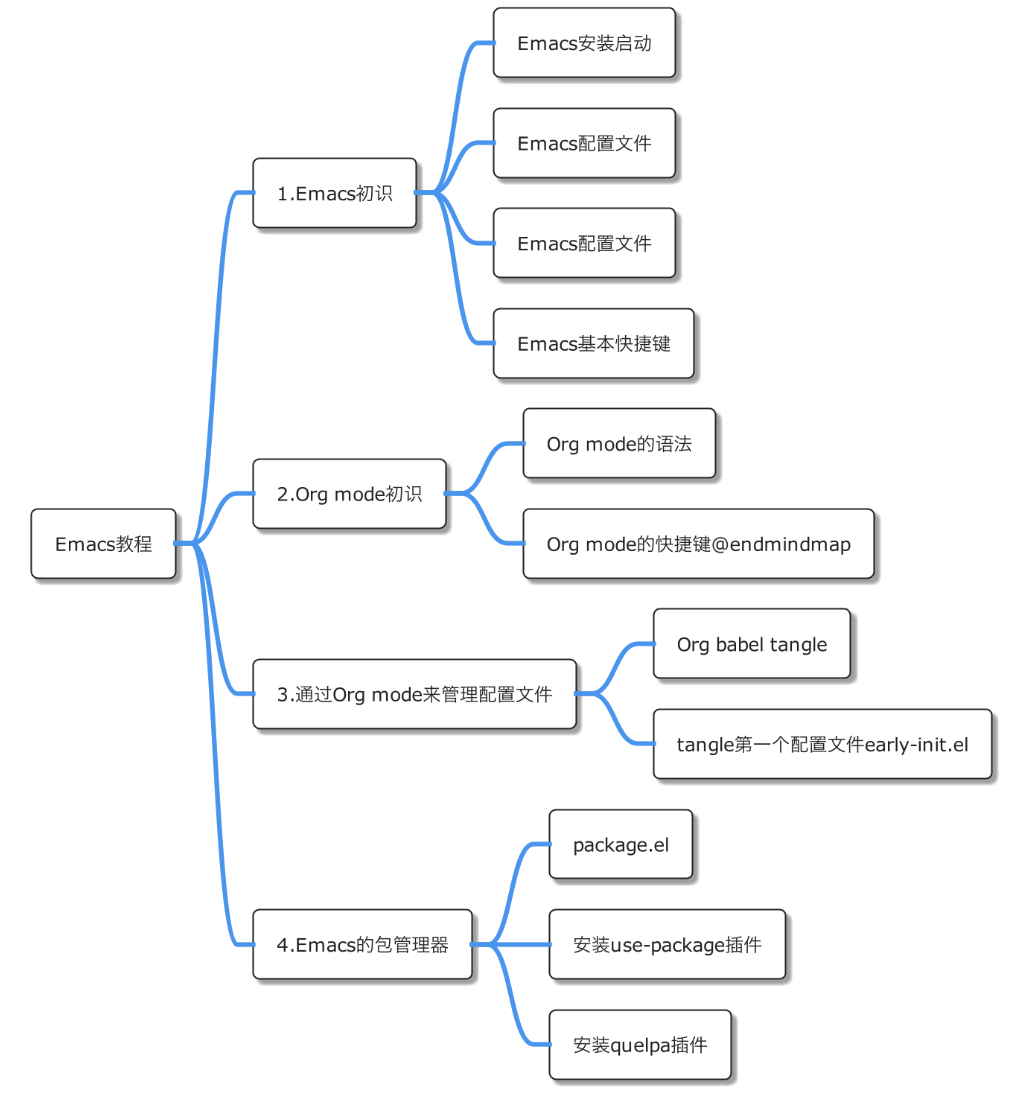 Emacs教程
1.Emacs初识
Emacs安装启动
Emacs配置文件
Emacs配置文件
Emacs基本快捷键
2.Org mode初识
Org mode的语法
Org mode的快捷键@endmindmap
3.通过Org mode来管理配置文件
Org babel tangle
tangle第一个配置文件early-init.el
4.Emacs的包管理器
package.el
安装use-package插件
安装quelpa插件